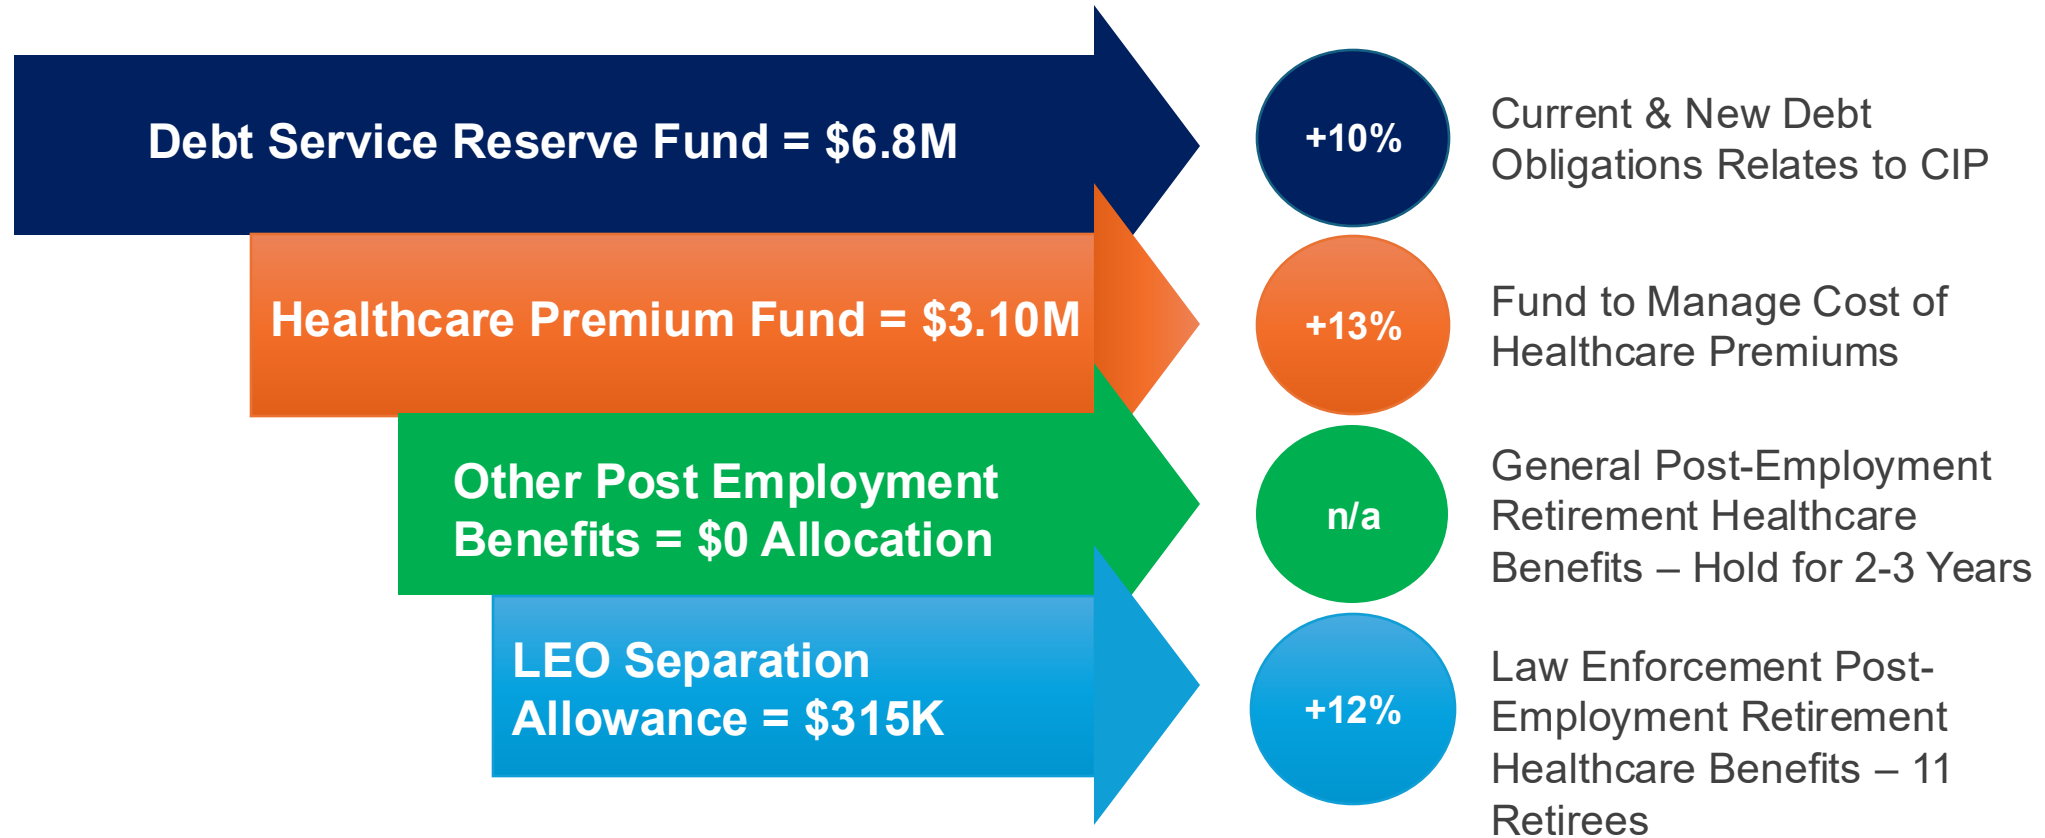 Debt Service Reserve Fund = $6.8M
+10%
Current & New Debt
Obligations Relates to CIP
Healthcare Premium Fund = $3.10M
+13%
Fund to Manage Cost of
Healthcare Premiums
Other Post Employment
Benefits = $0 Allocation
n/a
General Post-Employment
Retirement Healthcare
Benefits – Hold for 2-3 Years
LEO Separation
Allowance = $315K
+12%
Law Enforcement Post-
Employment Retirement
Healthcare Benefits – 11
Retirees